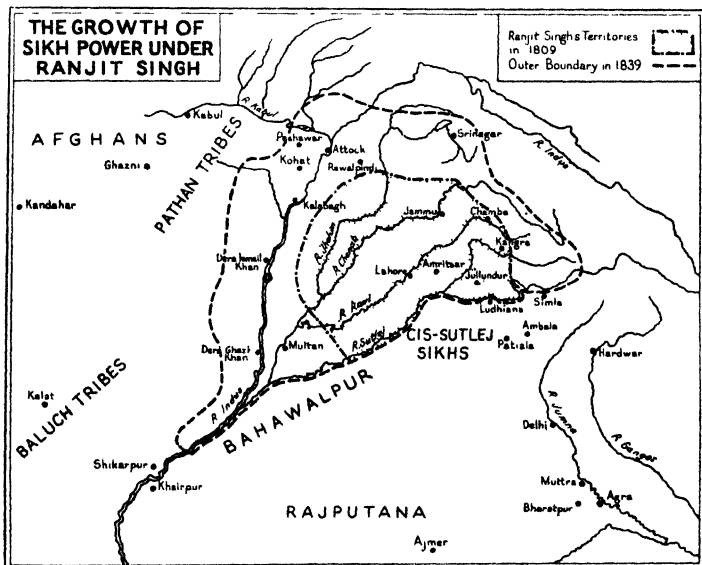 THE GROWTH OF
SIKH POWER UNDER
RANJIT SINGH
Ranjit Singh's Territories
in 1809
Outer Boundary in 1839
Kabul
R. Kabul
AFGHANS
Peshawar
Attock
Srinagar
Ghazni
PATHAN TRIBES
Kohat
Rawalpindi
R. Indus
Kandahar
Kalabagh
Jammu
Chamba
R. Jhelum
R. Chenab
Kangra
Dera Ismail
Khan
Lahore
Amritsar
Jullundur
R. Ravi
Ludhiana
Simla
R. Sutlej
CIS-SUTLEJ
SIKHS
Ambala
Patiala
Multan
Dera Ghazi
Khan
Hardwar
Kalat
BALUCH TRIBES
R. Indus
BAHAWALPUR
R. Jumna
R. Ganges
Delhi
Shikarpur
Khairpur
Muttra
Agra
Bharatpur
RAJPUTANA
Ajmer